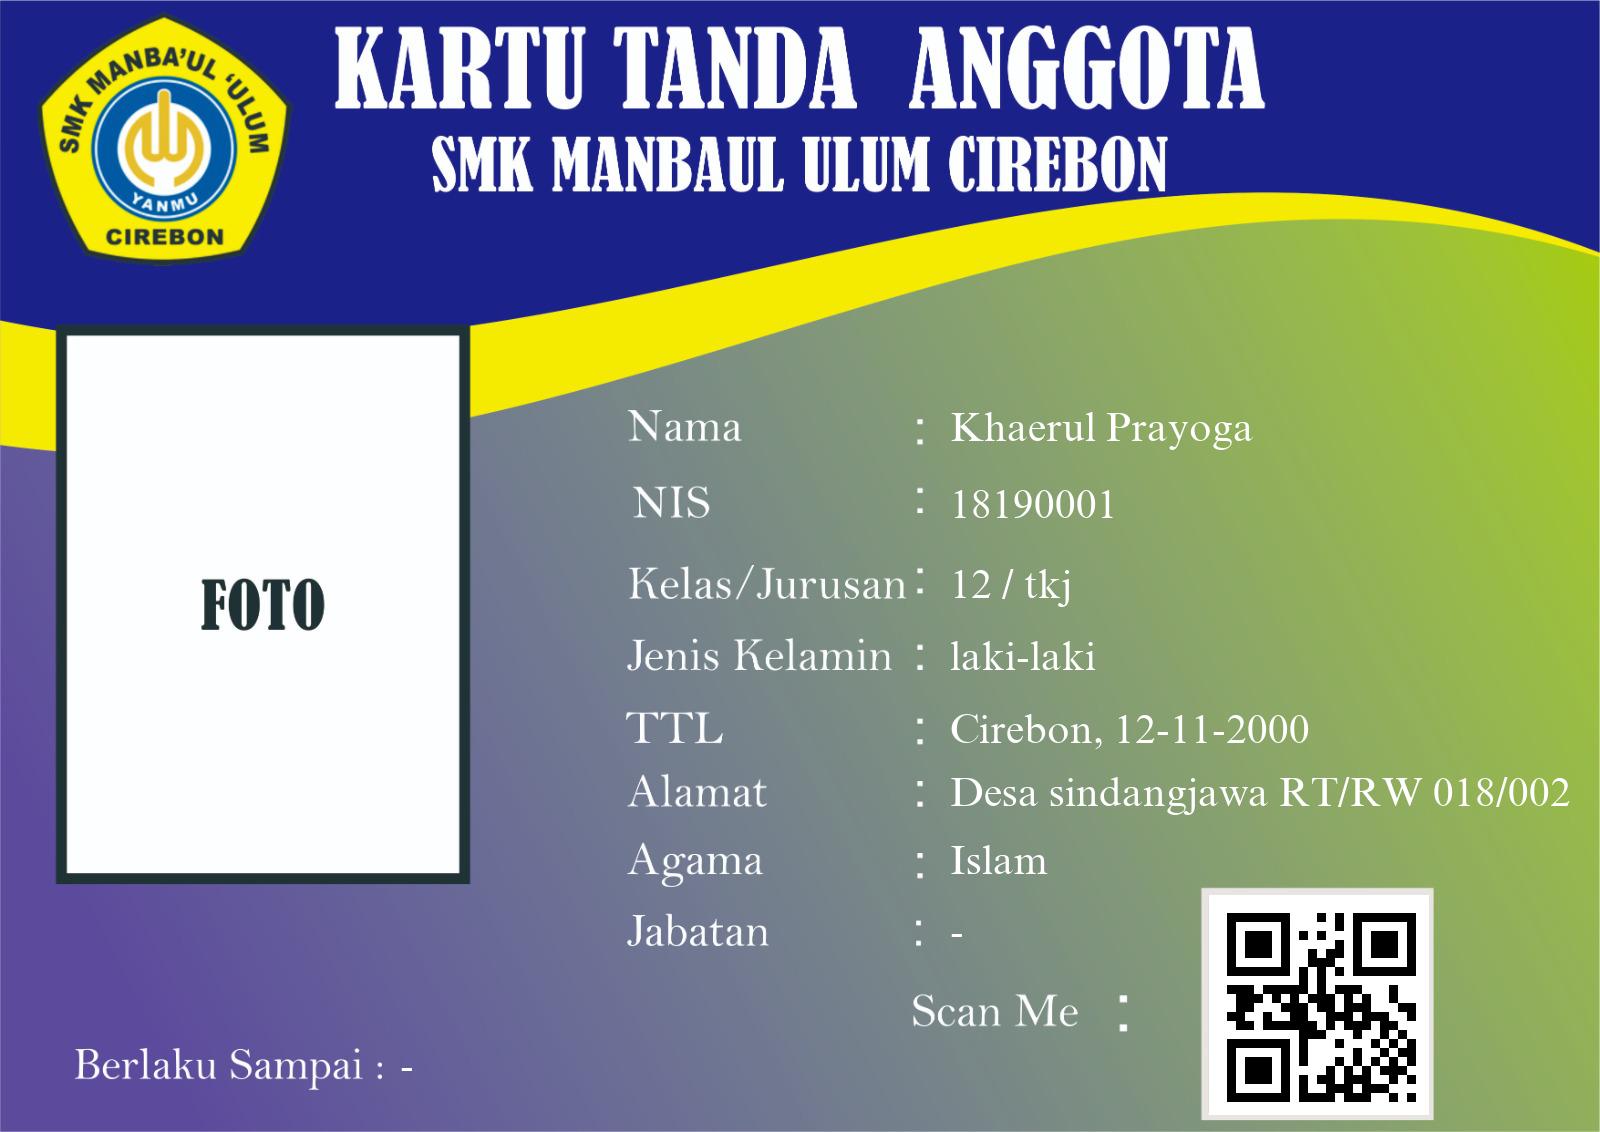 SMK MANBA'UL 'ULUM
YANMU
CIREBON
KARTU TANDA ANGGOTA
SMK MANBAUL ULUM CIREBON
FOTO
Nama : Khaerul Prayoga
NIS : 18190001
Kelas/Jurusan : 12 / tkj
Jenis Kelamin : laki-laki
TTL : Cirebon, 12-11-2000
Alamat : Desa sindangjawa RT/RW 018/002
Agama : Islam
Jabatan : -
Scan Me :
Berlaku Sampai : -